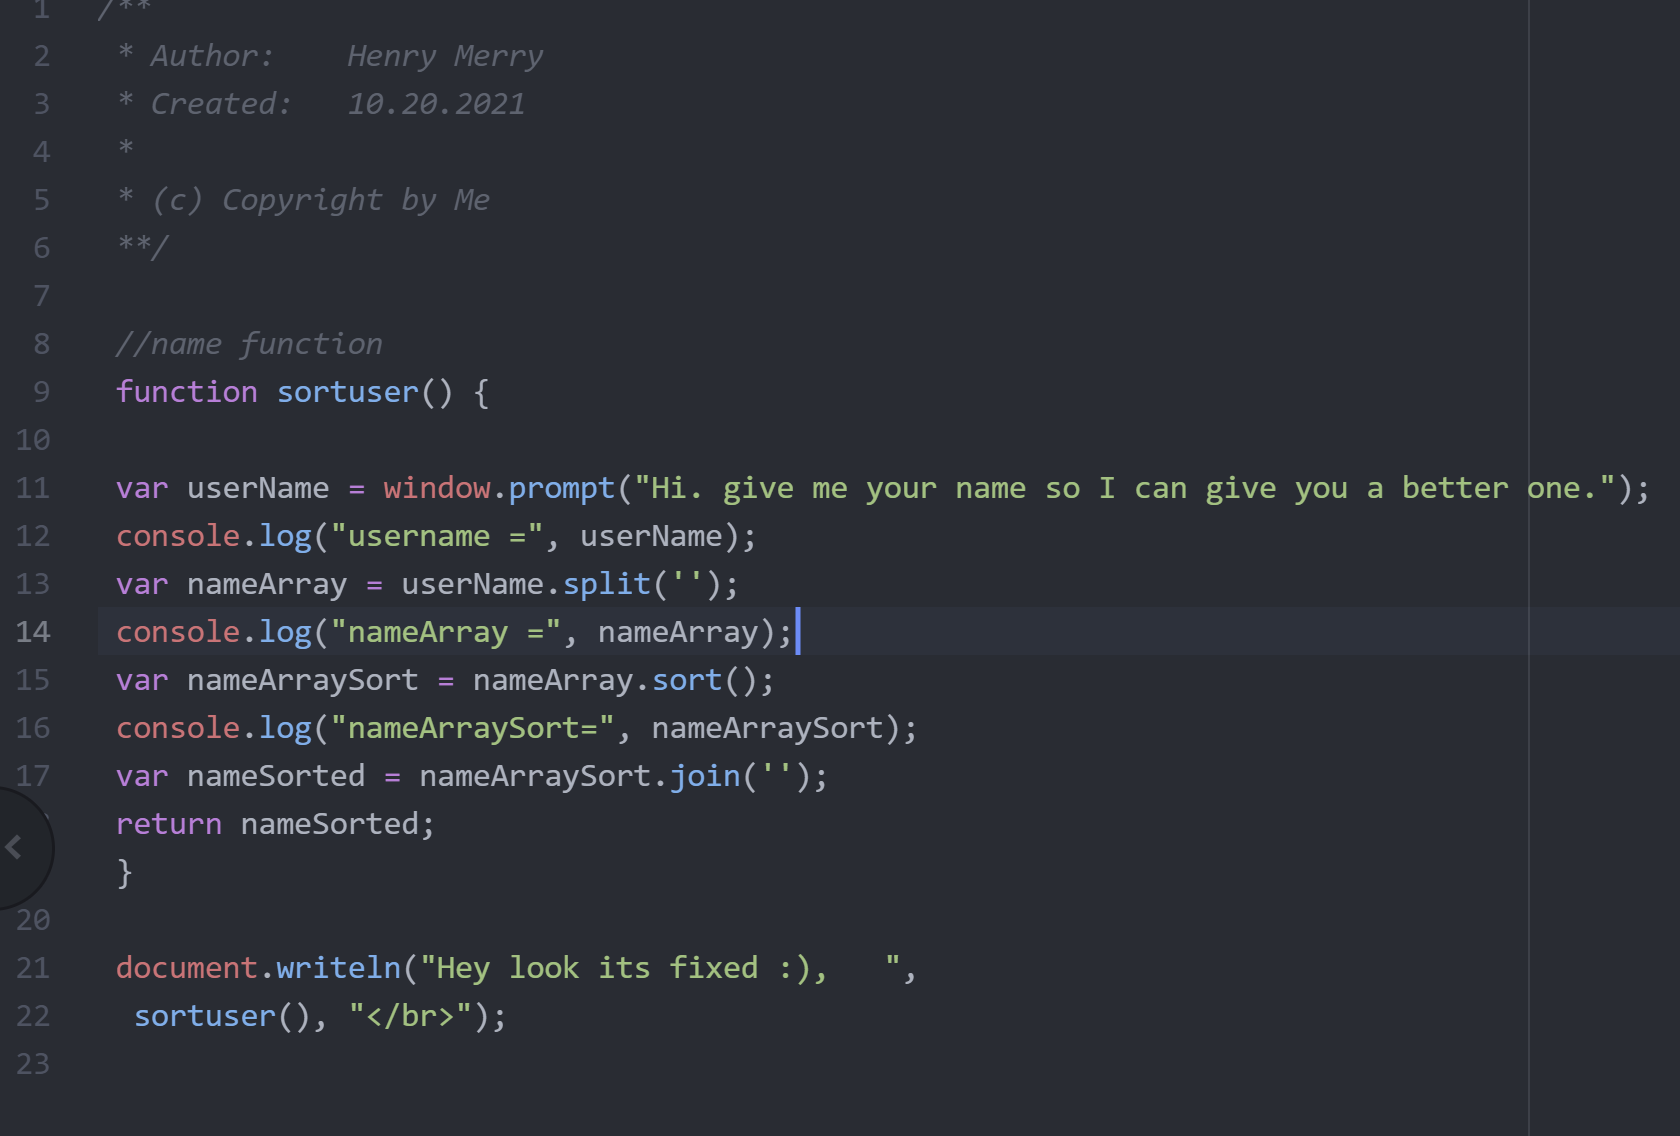 1 /**
2 * Author:    Henry Merry
3 * Created:   10.20.2021
4 *
5 * (c) Copyright by Me
6 **/
7
8 //name function
9 function sortuser() {
10
11 var userName = window.prompt("Hi. give me your name so I can give you a better one.");
12 console.log("username =", userName);
13 var nameArray = userName.split('');
14 console.log("nameArray =", nameArray);
15 var nameArraySort = nameArray.sort();
16 console.log("nameArraySort=", nameArraySort);
17 var nameSorted = nameArraySort.join('');
return nameSorted;
}
20
21 document.writeln("Hey look its fixed :),   ",
22  sortuser(), "</br>");
23